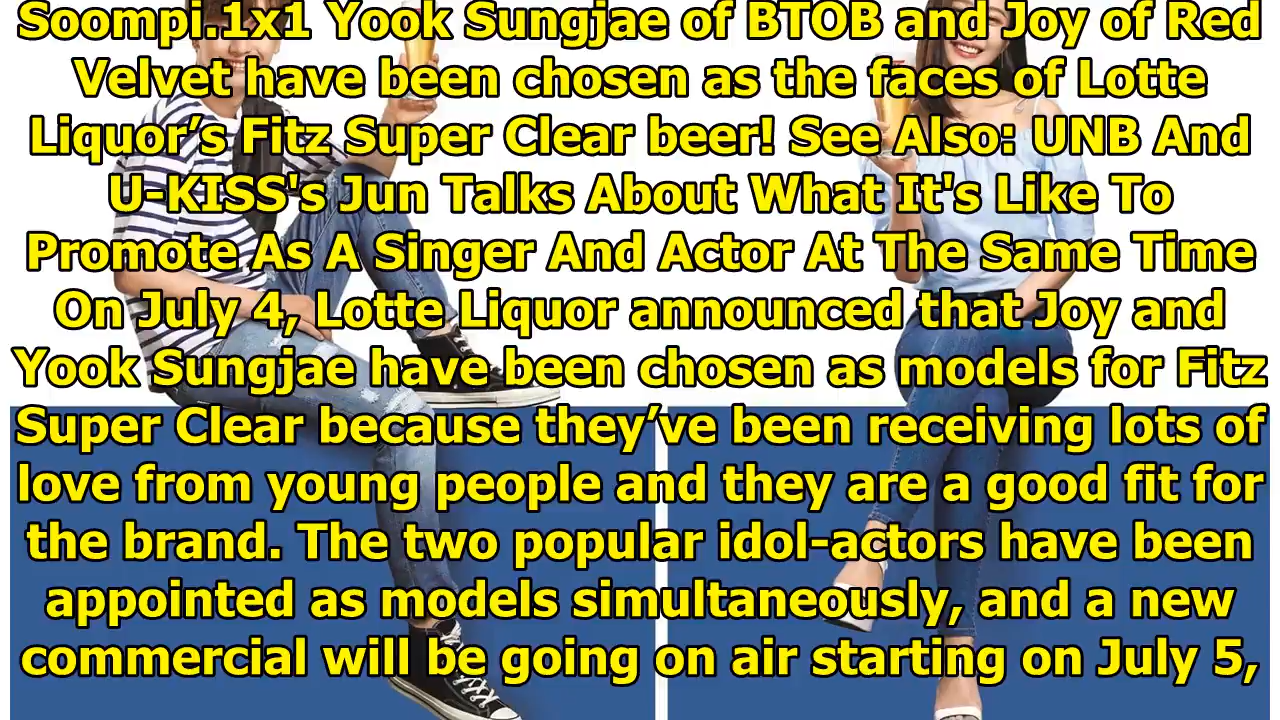 Soompi.1x1 Yook Sungjae of BTOB and Joy of Red
Velvet have been chosen as the faces of Lotte
Liquor’s Fitz Super Clear beer! See Also: UNB And
U-KISS's Jun Talks About What It's Like To
Promote As A Singer And Actor At The Same Time
On July 4, Lotte Liquor announced that Joy and
Yook Sungjae have been chosen as models for Fitz
Super Clear because they’ve been receiving lots of
love from young people and they are a good fit for
the brand. The two popular idol-actors have been
appointed as models simultaneously, and a new
commercial will be going on air starting on July 5,